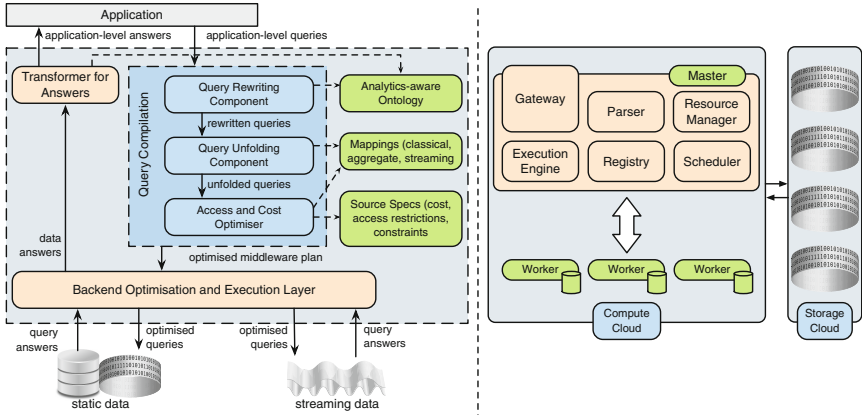 Application
application-level answers
application-level queries
Transformer for
Answers
Query Compilation
Query Rewriting
Component
Analytics-aware
Ontology
rewritten queries
Query Unfolding
Component
Mappings (classical,
aggregate, streaming
unfolded queries
Access and Cost
Optimiser
Source Specs (cost,
access restrictions,
constraints
data
answers
optimised middleware plan
Backend Optimisation and Execution Layer
query
answers
optimised
queries
optimised
queries
query
answers
static data
streaming data
Master
Gateway
Parser
Resource
Manager
Execution
Engine
Registry
Scheduler
Worker
Worker
Worker
Compute
Cloud
Storage
Cloud